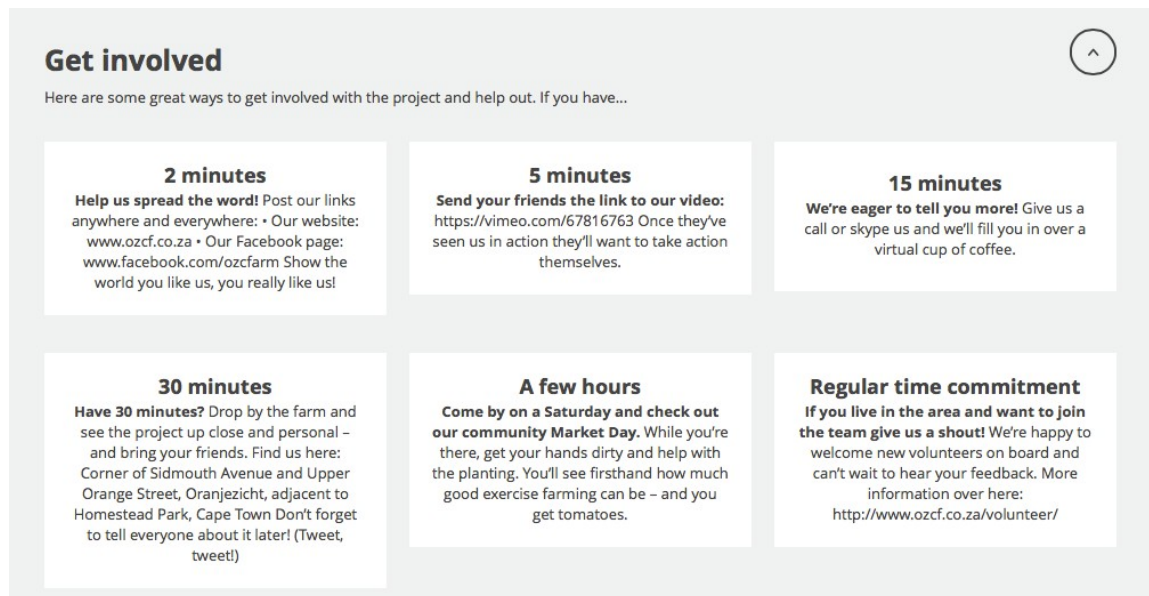 Get involved
Here are some great ways to get involved with the project and help out. If you have...
2 minutes
Help us spread the word! Post our links
anywhere and everywhere: • Our website:
www.ozcf.co.za • Our Facebook page:
www.facebook.com/ozcfarm Show the
world you like us, you really like us!
5 minutes
Send your friends the link to our video:
https://vimeo.com/67816763 Once they've
seen us in action they'll want to take action
themselves.
15 minutes
We're eager to tell you more! Give us a
call or skype us and we'll fill you in over a
virtual cup of coffee.
30 minutes
Have 30 minutes? Drop by the farm and
see the project up close and personal –
and bring your friends. Find us here:
Corner of Sidmouth Avenue and Upper
Orange Street, Oranjezicht, adjacent to
Homestead Park, Cape Town Don't forget
to tell everyone about it later! (Tweet,
tweet!)
A few hours
Come by on a Saturday and check out
our community Market Day. While you're
there, get your hands dirty and help with
the planting. You'll see firsthand how much
good exercise farming can be – and you
get tomatoes.
Regular time commitment
If you live in the area and want to join
the team give us a shout! We're happy to
welcome new volunteers on board and
can't wait to hear your feedback. More
information over here:
http://www.ozcf.co.za/volunteer/